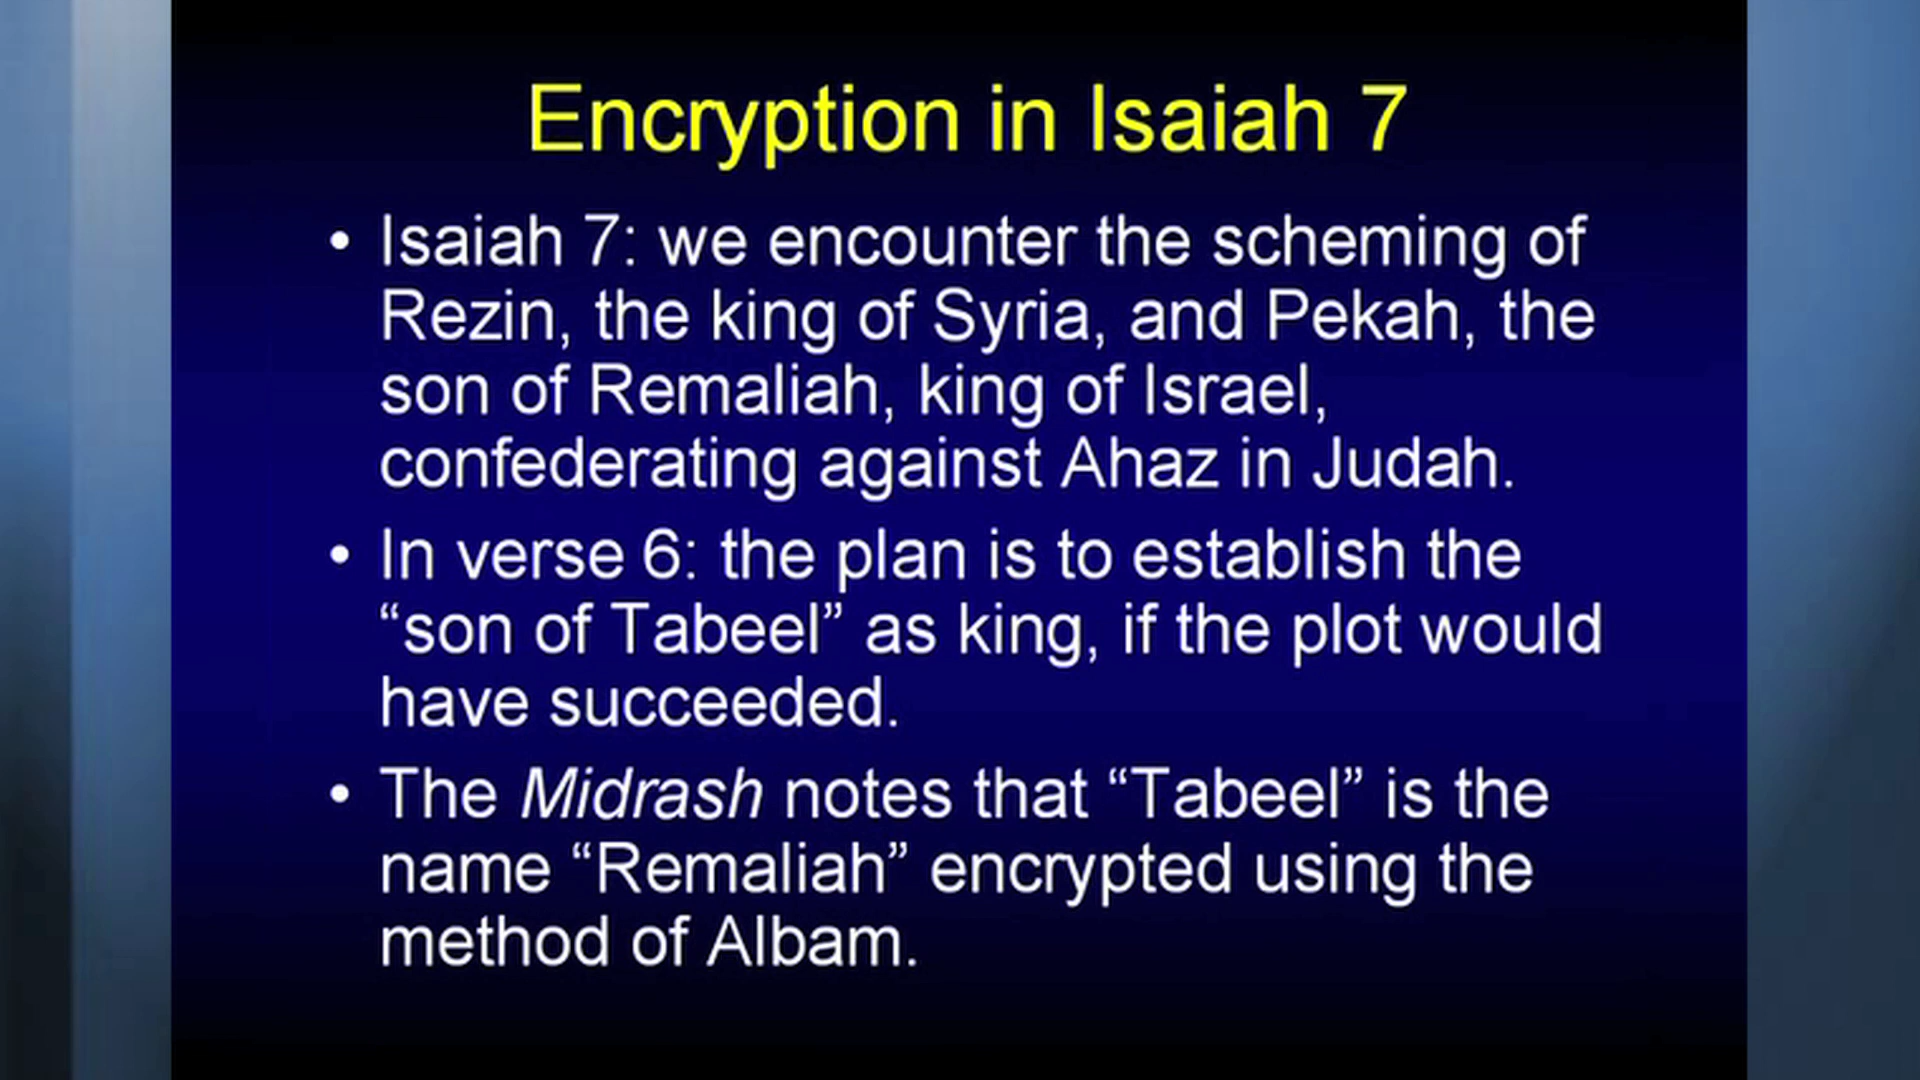 Encryption in Isaiah 7
• Isaiah 7: we encounter the scheming of
Rezin, the king of Syria, and Pekah, the
son of Remaliah, king of Israel,
confederating against Ahaz in Judah.
• In verse 6: the plan is to establish the
“son of Tabeel” as king, if the plot would
have succeeded.
• The Midrash notes that “Tabeel” is the
name “Remaliah” encrypted using the
method of Albam.